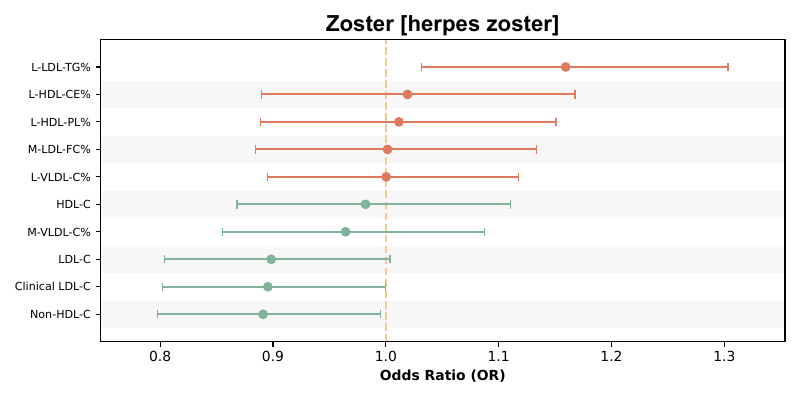 Zoster [herpes zoster]
L-LDL-TG%
L-HDL-CE%
L-HDL-PL%
M-LDL-FC%
L-VLDL-C%
HDL-C
M-VLDL-C%
LDL-C
Clinical LDL-C
Non-HDL-C
0.8 0.9 1.0 1.1 1.2 1.3
Odds Ratio (OR)